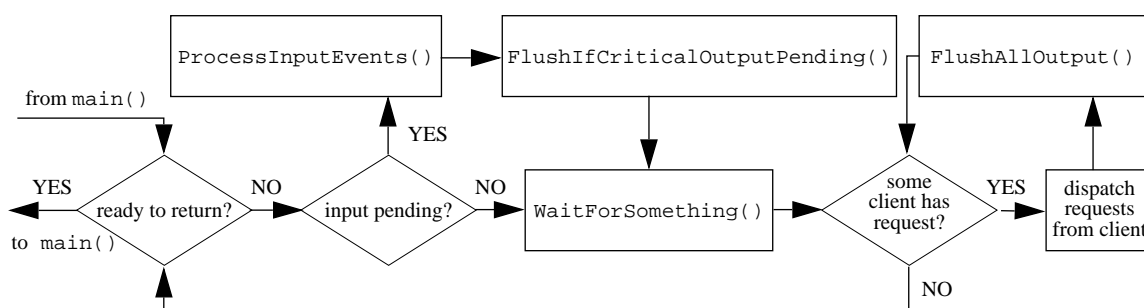 ProcessInputEvents()
FlushIfCriticalOutputPending()
FlushAllOutput()
from main()
YES
YES
ready to return?
NO
input pending?
NO
WaitForSomething()
some
client has
request?
YES
dispatch
requests
from client
to main()
NO